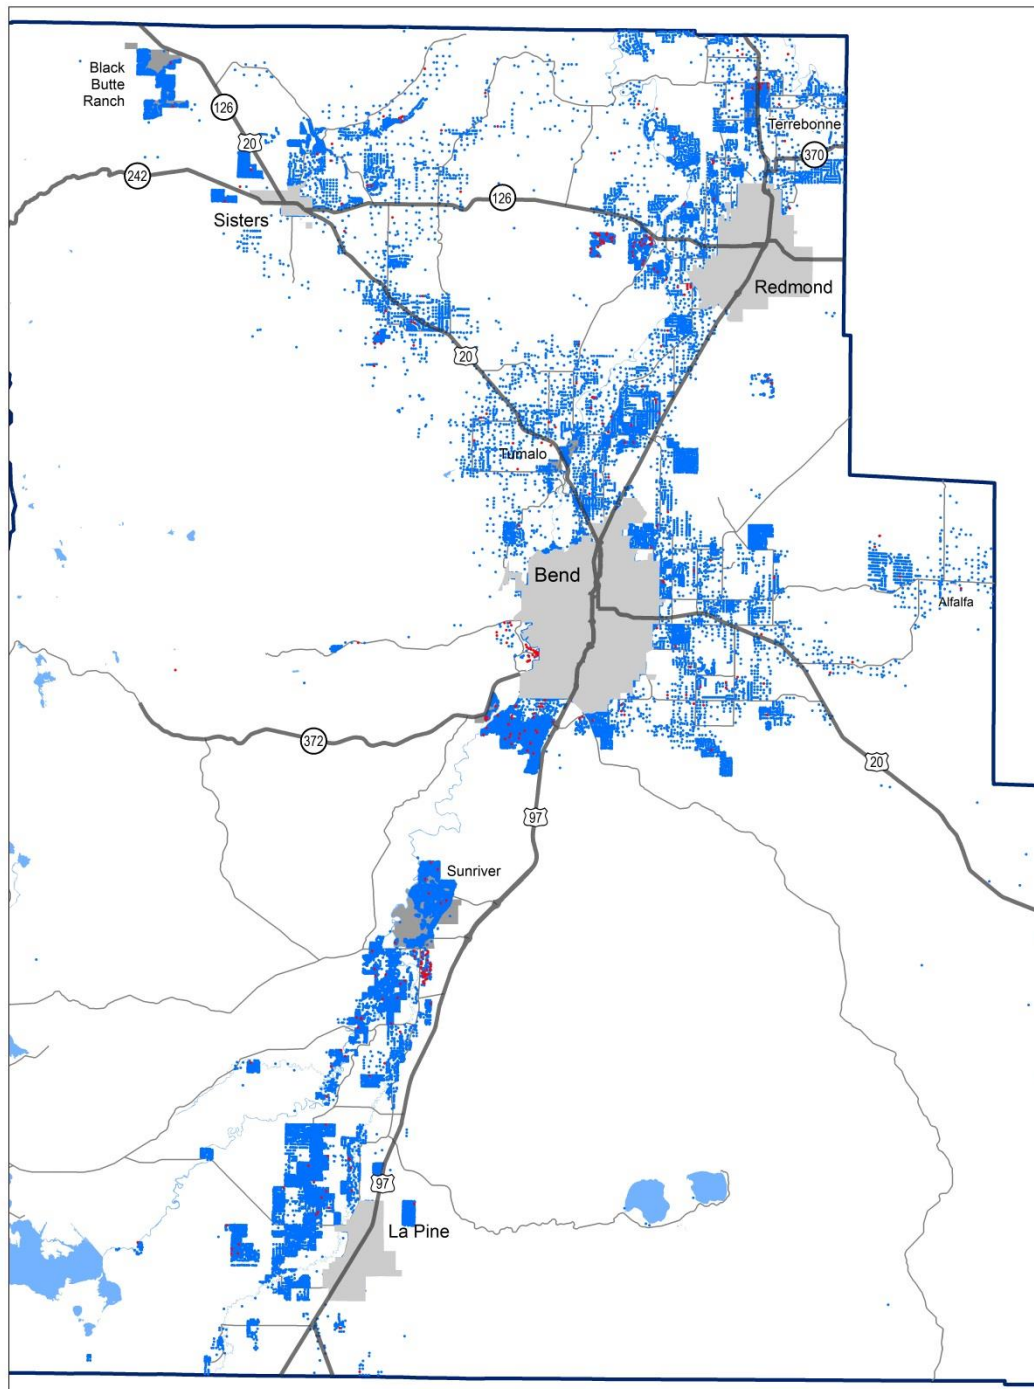 Black
Butte
Ranch
126
20
242
Sisters
126
Terrebonne
370
Redmond
20
Tumalo
Bend
Alfalfa
372
20
97
Sunriver
97
La Pine